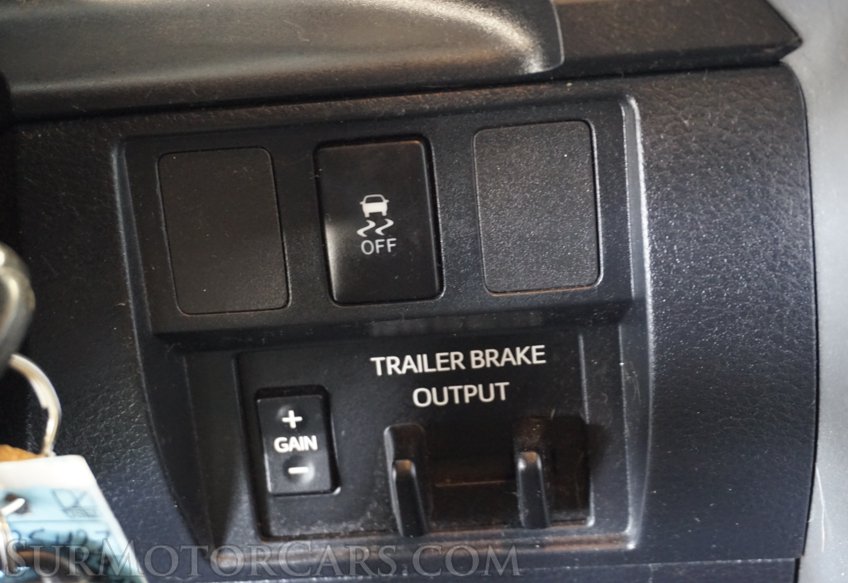 OFF
TRAILER BRAKE
OUTPUT
+
GAIN
-
SURMOTORCARS.COM